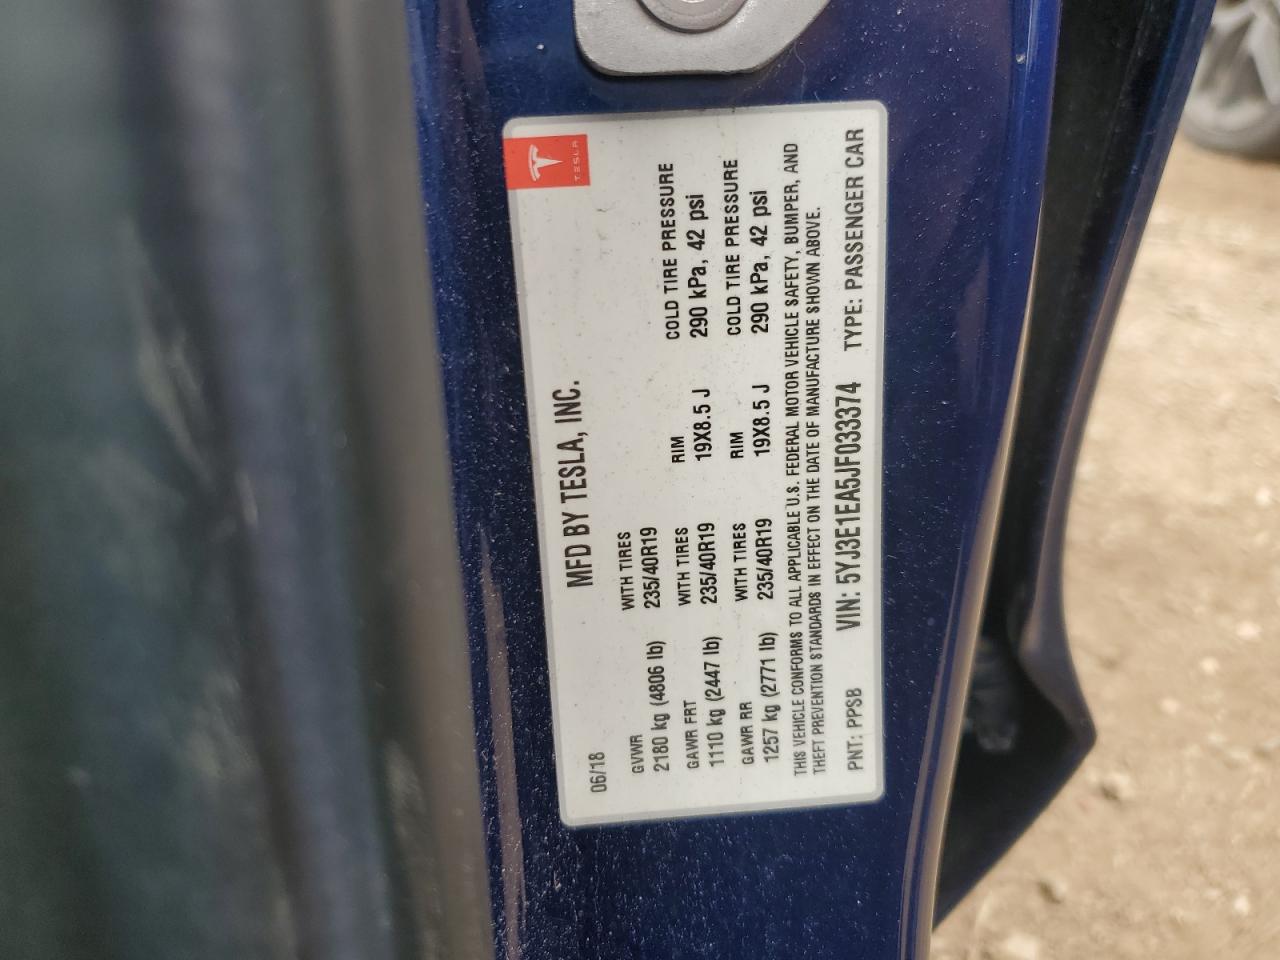 TESLA
MFD BY TESLA, INC.
06/18
GVWR WITH TIRES
2180 kg (4806 lb) 235/40R19
GAWR FRT WITH TIRES RIM COLD TIRE PRESSURE
1110 kg (2447 lb) 235/40R19 19X8.5 J 290 kPa, 42 psi
GAWR RR WITH TIRES RIM COLD TIRE PRESSURE
1257 kg (2771 lb) 235/40R19 19X8.5 J 290 kPa, 42 psi
THIS VEHICLE CONFORMS TO ALL APPLICABLE U.S. FEDERAL MOTOR VEHICLE SAFETY, BUMPER, AND
THEFT PREVENTION STANDARDS IN EFFECT ON THE DATE OF MANUFACTURE SHOWN ABOVE.
PNT: PPSB VIN: 5YJ3E1EA5JF033374 TYPE: PASSENGER CAR